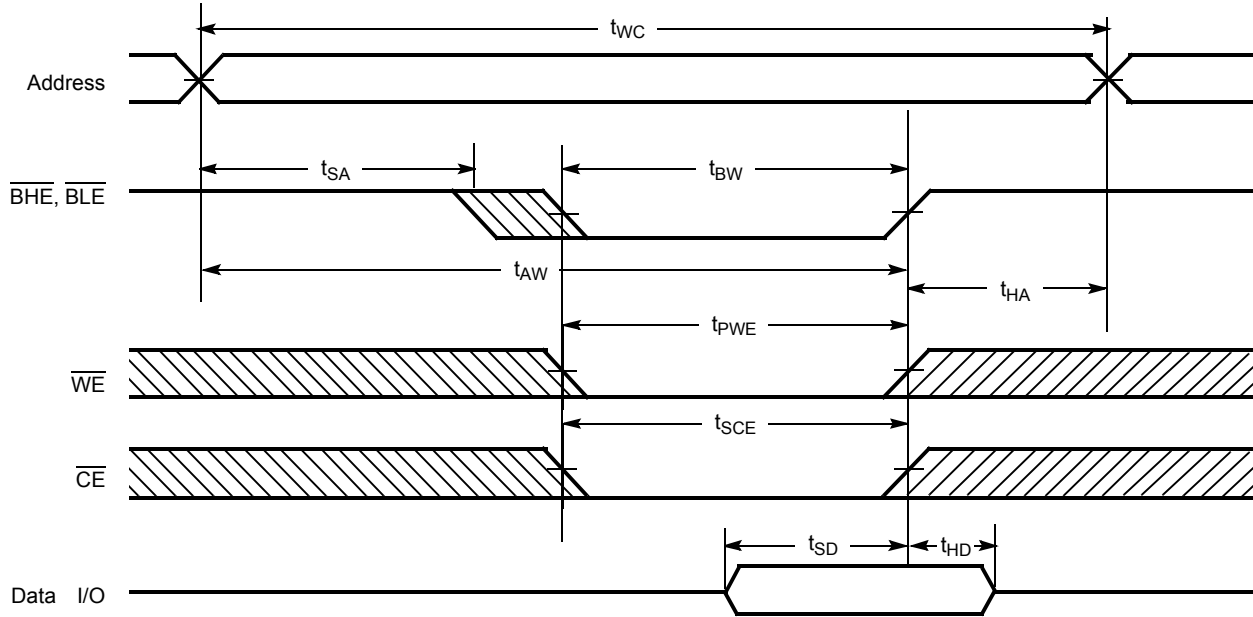 tWC
Address
tSA
tBW
BHE, BLE
tAW
tHA
tPWE
WE
tSCE
CE
tSD
tHD
Data I/O